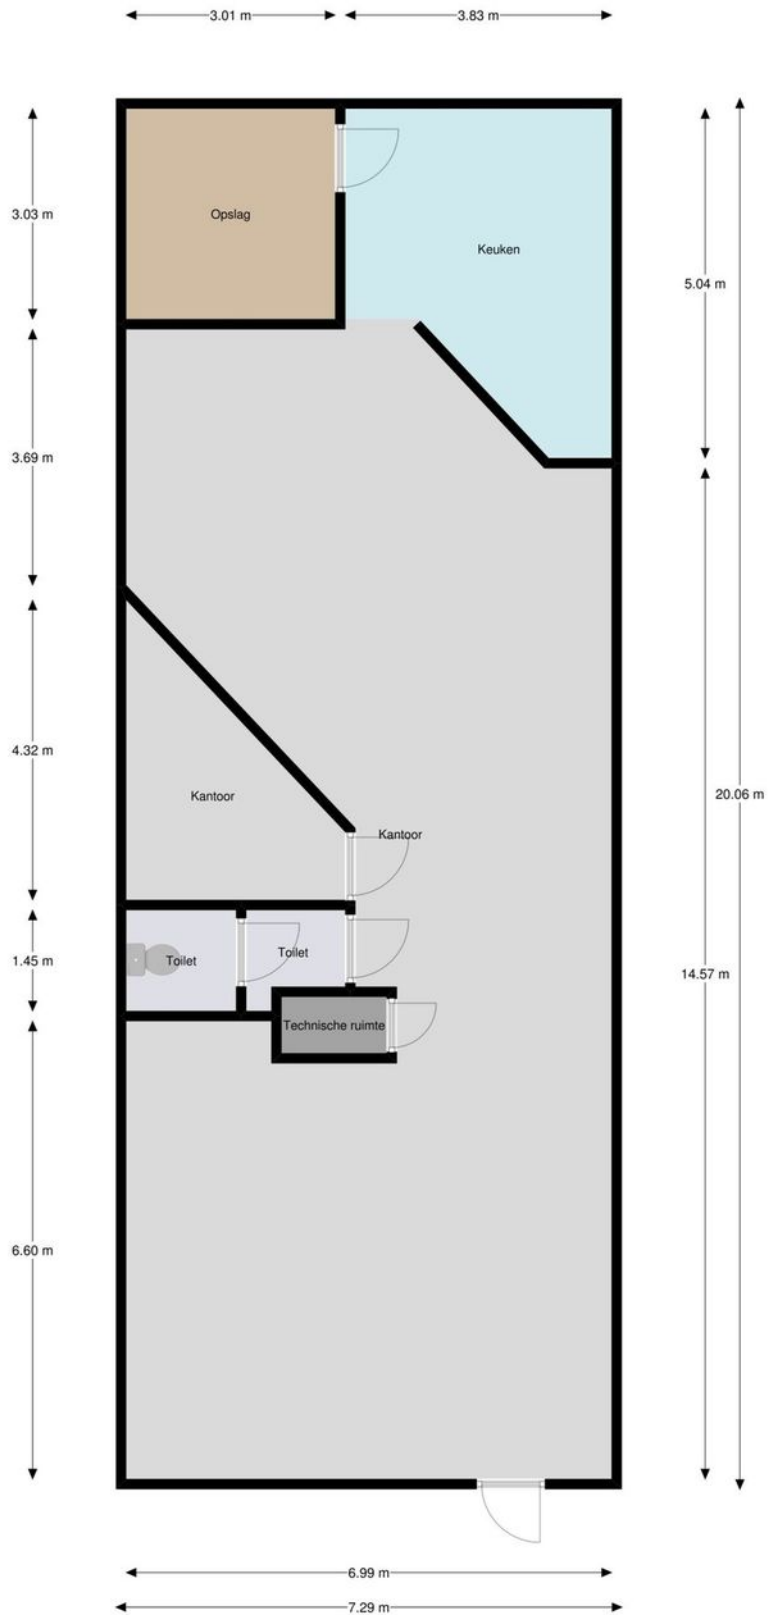 3.01 m
3.83 m
3.03 m
Opslag
Keuken
5.04 m
3.69 m
4.32 m
Kantoor
Kantoor
20.06 m
1.45 m
Toilet
Toilet
14.57 m
Technische ruimte
6.60 m
6.99 m
7.29 m